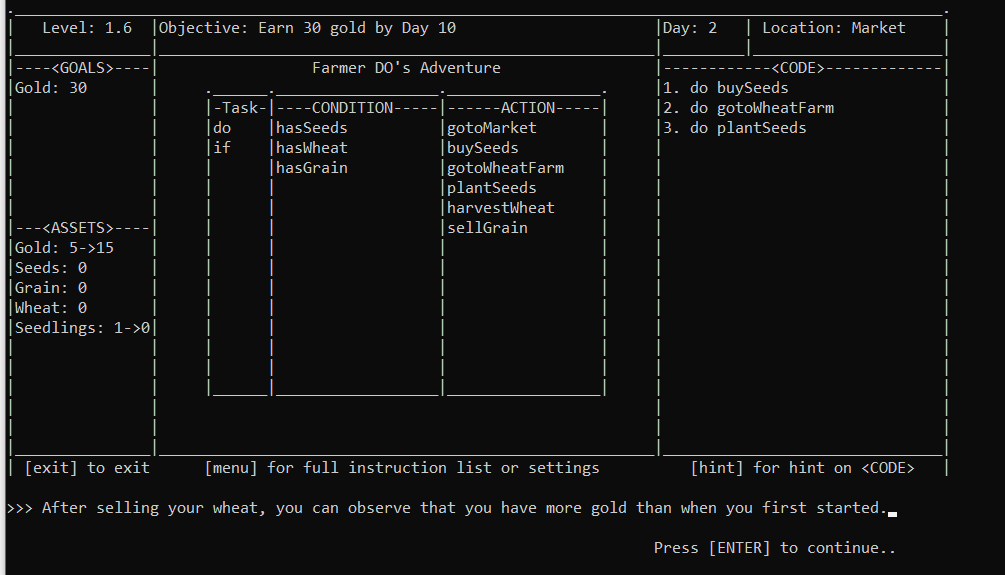 Level: 1.6 Objective: Earn 30 gold by Day 10 Day: 2 Location: Market
----<GOALS>---- Farmer DO's Adventure ------------<CODE>-------------
Gold: 30 1. do buySeeds
-Task- ----CONDITION----- ------ACTION----- 2. do gotoWheatFarm
do hasSeeds gotoMarket 3. do plantSeeds
if hasWheat buySeeds
hasGrain gotoWheatFarm
plantSeeds
harvestWheat
---<ASSETS>---- sellGrain
Gold: 5->15
Seeds: 0
Grain: 0
Wheat: 0
Seedlings: 1->0
[exit] to exit [menu] for full instruction list or settings [hint] for hint on <CODE>
>>> After selling your wheat, you can observe that you have more gold than when you first started.
Press [ENTER] to continue..